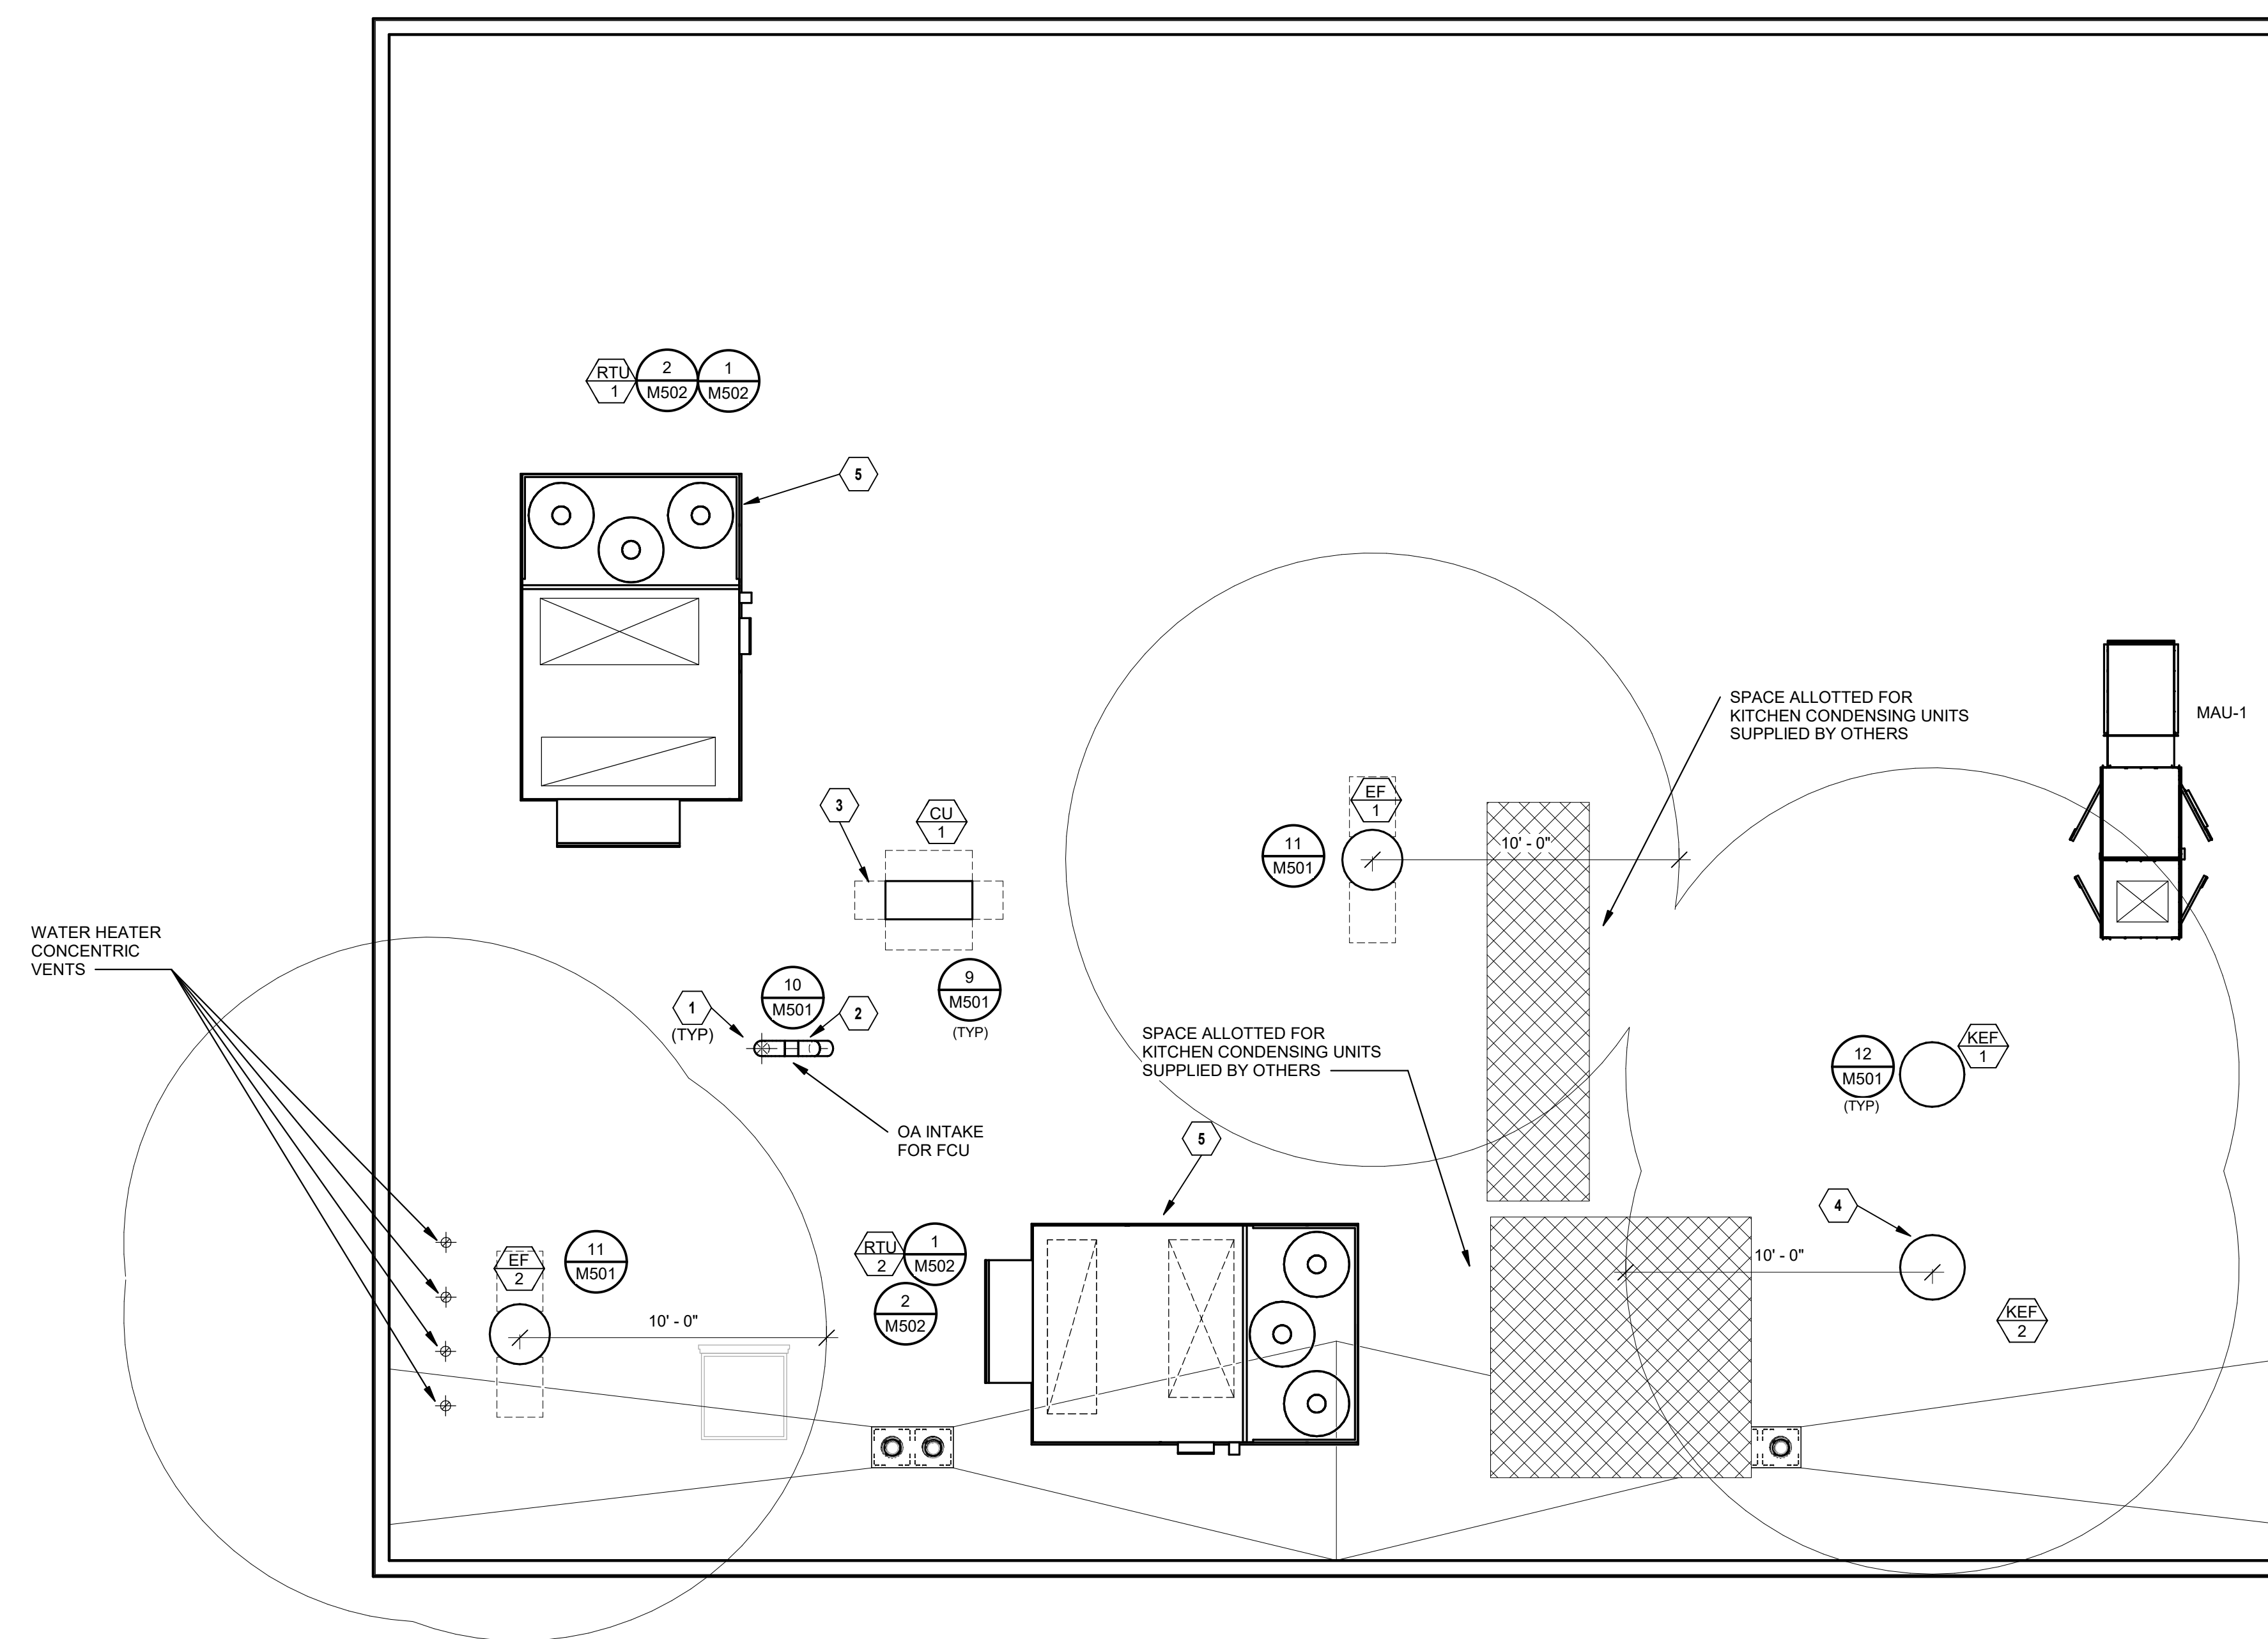 RTU
1
2
M502
1
M502
5
SPACE ALLOTTED FOR
KITCHEN CONDENSING UNITS
SUPPLIED BY OTHERS
MAU-1
3
CU
1
EF
1
11
M501
10' - 0"
WATER HEATER
CONCENTRIC
VENTS
1
(TYP)
10
M501
2
9
M501
(TYP)
SPACE ALLOTTED FOR
KITCHEN CONDENSING UNITS
SUPPLIED BY OTHERS
12
M501
(TYP)
KEF
1
OA INTAKE
FOR FCU
5
4
EF
2
11
M501
RTU
2
1
M502
2
M502
10' - 0"
10' - 0"
KEF
2